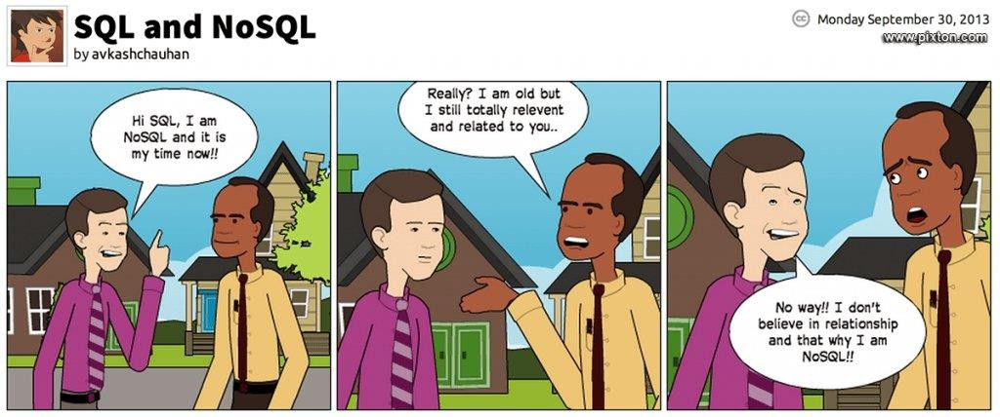 SQL and NoSQL
by avkashchauhan
cc Monday September 30, 2013
www.pixton.com
Hi SQL, I am
NoSQL and it is
my time now!!
Really? I am old but
I still totally relevent
and related to you..
No way!! I don't
believe in relationship
and that why I am
NoSQL!!